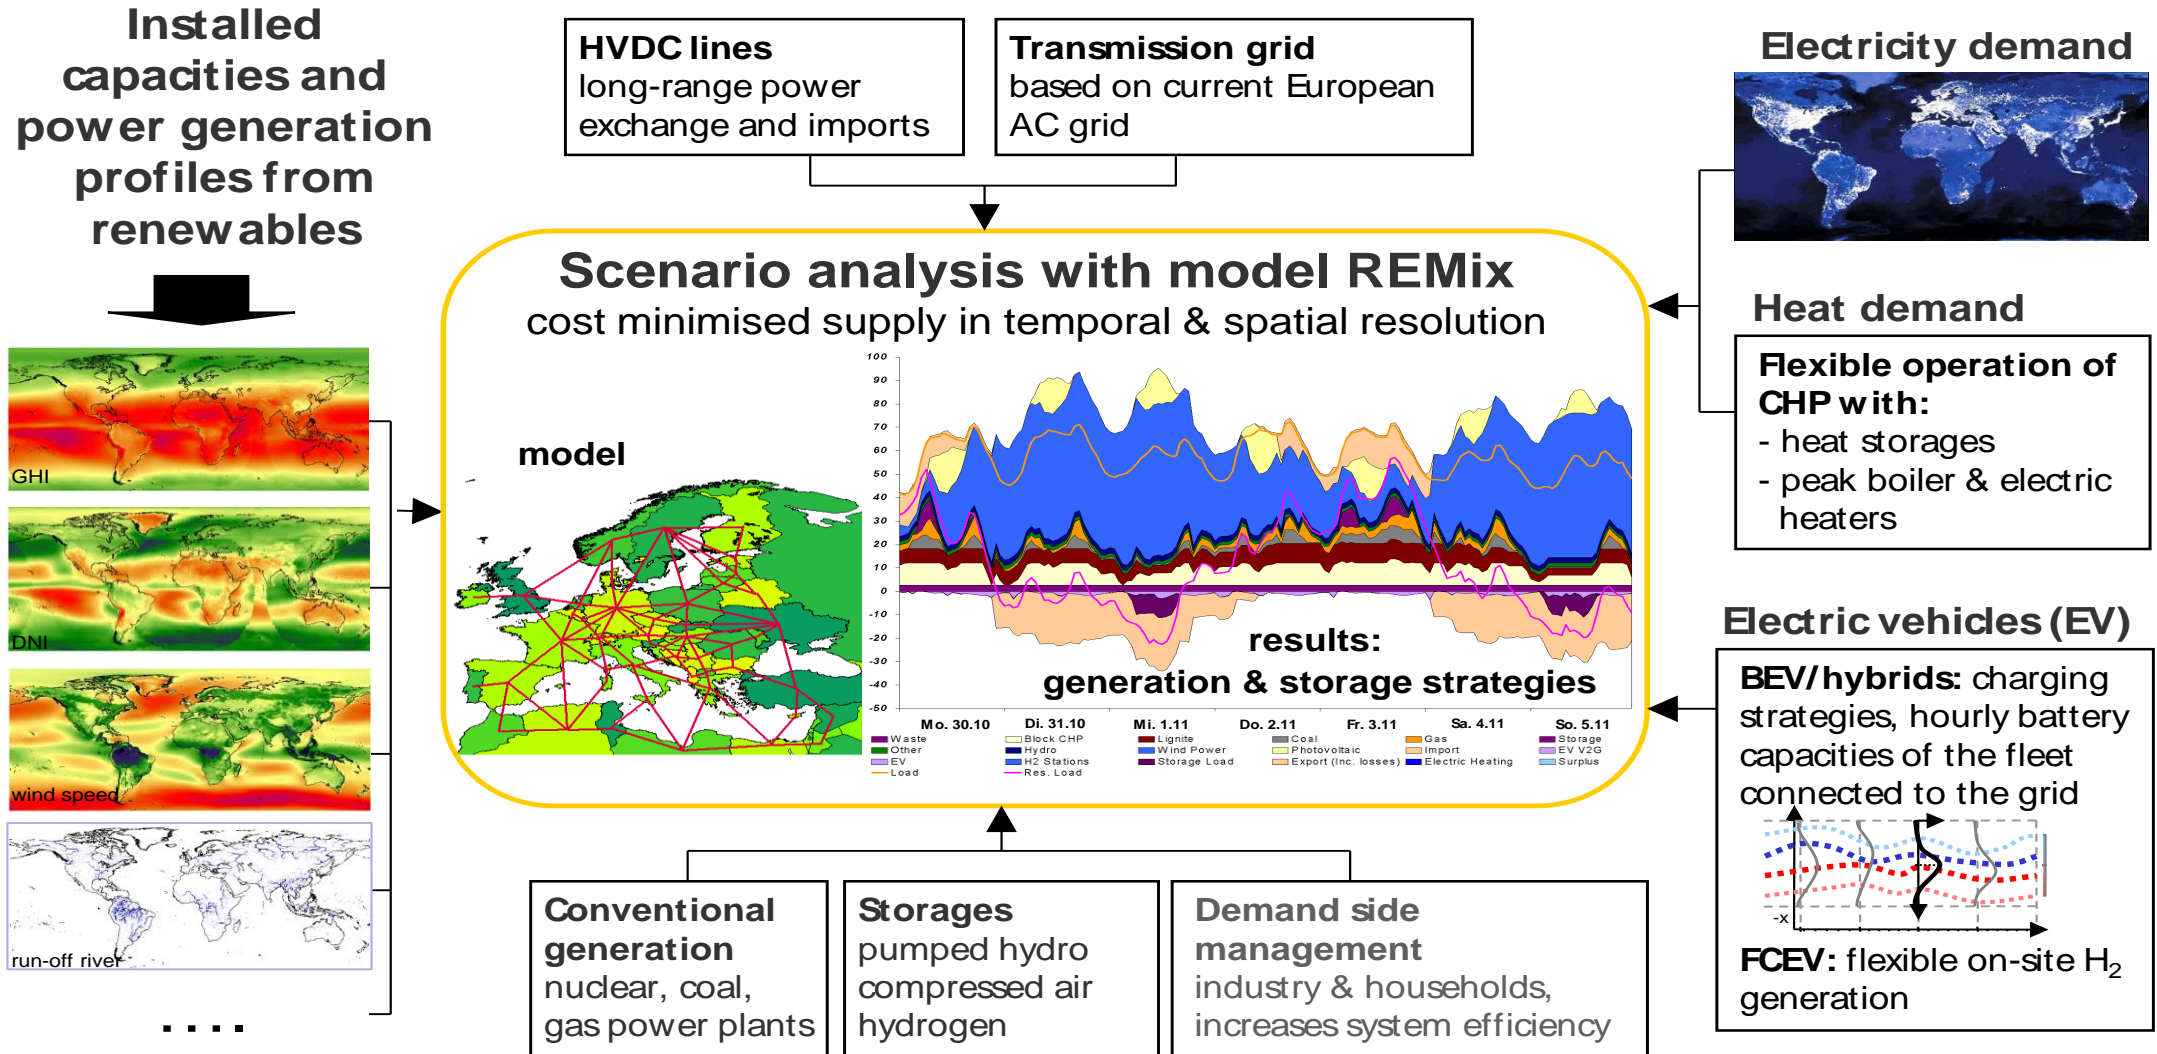 Installed
capacities and
power generation
profiles from
renewables
GHI
DNI
wind speed
run-off river
. . . .
HVDC lines
long-range power
exchange and imports
Transmission grid
based on current European
AC grid
Scenario analysis with model REMix
cost minimised supply in temporal & spatial resolution
model
100
90
80
70
60
50
40
30
20
10
0
-10
-20
-30
-40
-50
results:
generation & storage strategies
Mo. 30.10 Di. 31.10 Mi. 1.11 Do. 2.11 Fr. 3.11 Sa. 4.11 So. 5.11
Waste Block CHP Lignite Coal Gas Storage
Other Hydro Wind Power Photovoltaic Import EV V2G
EV H2 Stations Storage Load Export (Inc. losses) Electric Heating Surplus
Load Res. Load
Conventional
generation
nuclear, coal,
gas power plants
Storages
pumped hydro
compressed air
hydrogen
Demand side
management
industry & households,
increases system efficiency
Electricity demand
Heat demand
Flexible operation of
CHP with:
- heat storages
- peak boiler & electric
heaters
Electric vehicles (EV)
BEV/hybrids: charging
strategies, hourly battery
capacities of the fleet
connected to the grid
-x
FCEV: flexible on-site H₂
generation